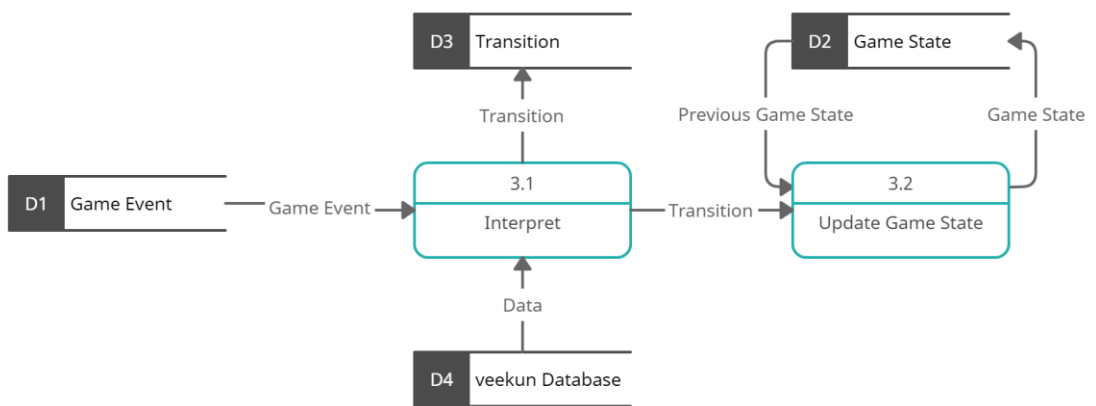 D3 Transition
D2 Game State
Transition
Previous Game State
Game State
3.1
3.2
D1 Game Event
Game Event
Interpret
Transition
Update Game State
Data
D4 veekun Database